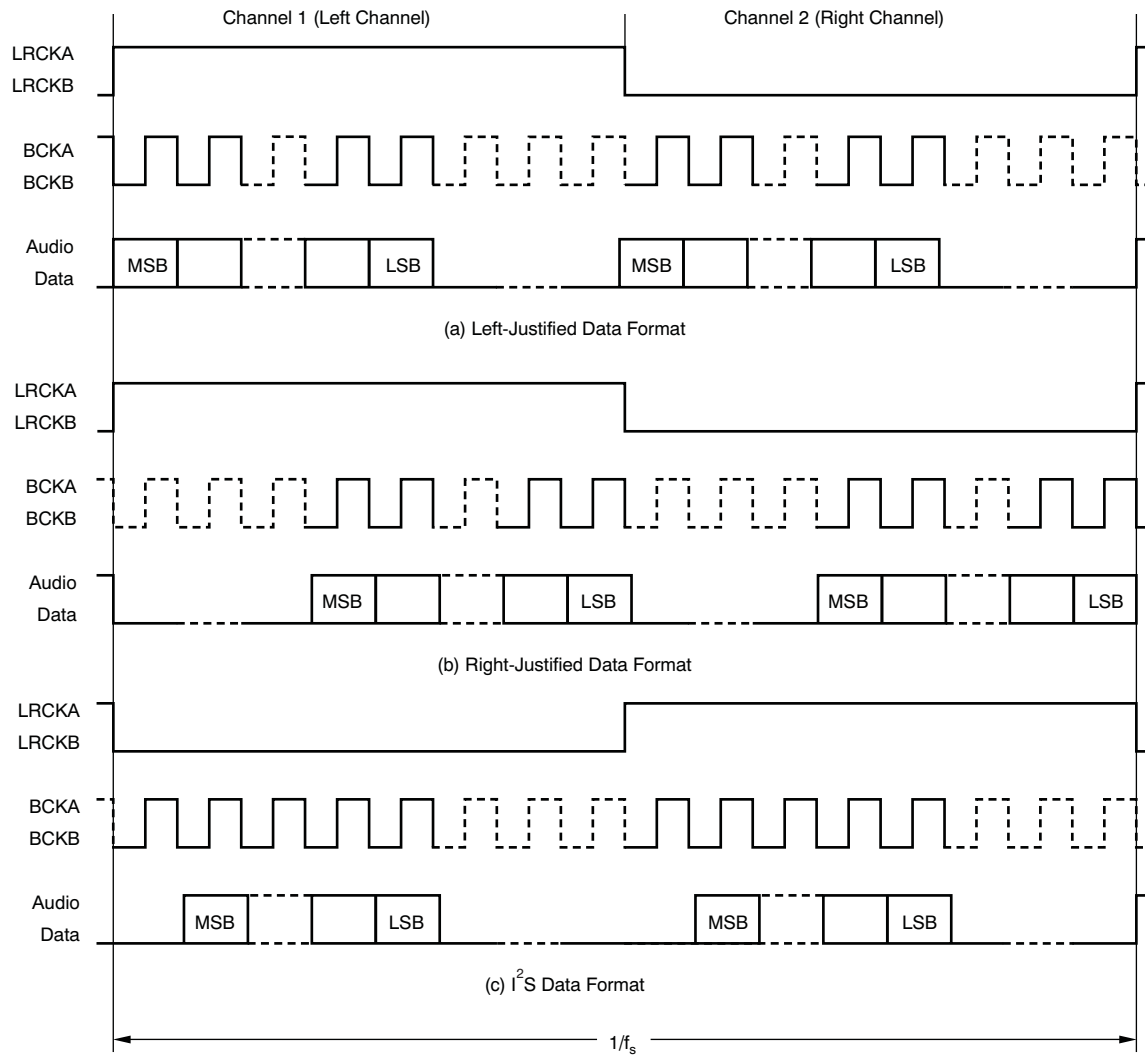 Channel 1 (Left Channel)
Channel 2 (Right Channel)
LRCKA
LRCKB
BCKA
BCKB
Audio
Data
MSB
LSB
MSB
LSB
(a) Left-Justified Data Format
LRCKA
LRCKB
BCKA
BCKB
Audio
Data
MSB
LSB
MSB
LSB
(b) Right-Justified Data Format
LRCKA
LRCKB
BCKA
BCKB
Audio
Data
MSB
LSB
MSB
LSB
(c) I²S Data Format
1/fₛ